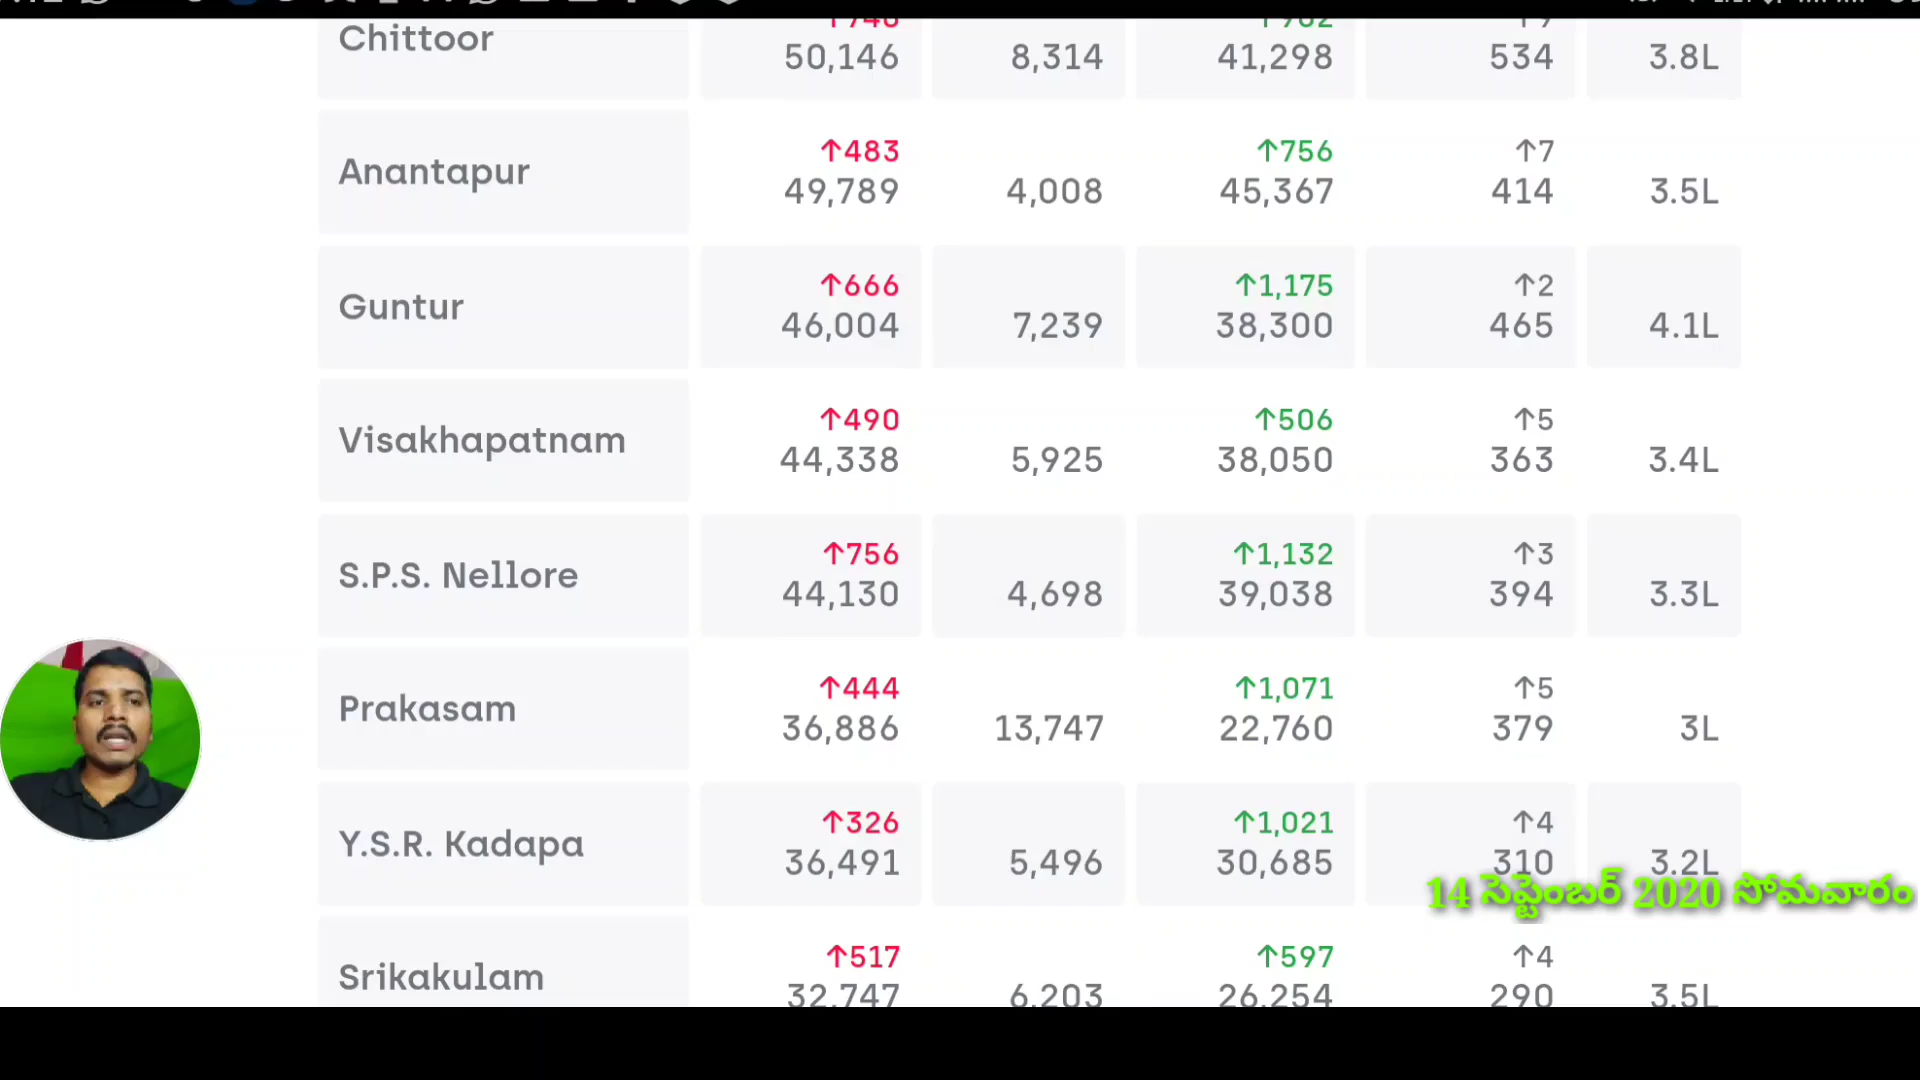 Chittoor 50,146 8,314 41,298 534 3.8L
↑483 ↑756 ↑7
Anantapur 49,789 4,008 45,367 414 3.5L
↑666 ↑1,175 ↑2
Guntur 46,004 7,239 38,300 465 4.1L
↑490 ↑506 ↑5
Visakhapatnam 44,338 5,925 38,050 363 3.4L
↑756 ↑1,132 ↑3
S.P.S. Nellore 44,130 4,698 39,038 394 3.3L
↑444 ↑1,071 ↑5
Prakasam 36,886 13,747 22,760 379 3L
↑326 ↑1,021 ↑4
Y.S.R. Kadapa 36,491 5,496 30,685 310 3.2L
14 సెప్టెంబర్ 2020 సోమవారం
↑517 ↑597 ↑4
Srikakulam 32,747 6,203 26,254 290 3.5L